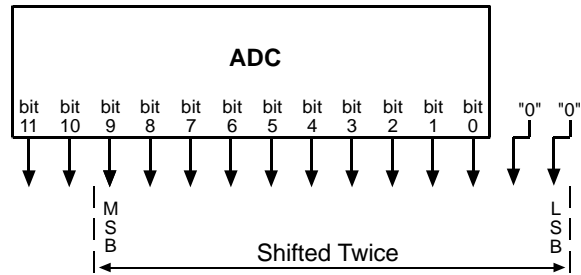 ADC
bit bit bit bit bit bit bit bit bit bit bit bit "0" "0"
11 10 9 8 7 6 5 4 3 2 1 0
MSB LSB
Shifted Twice